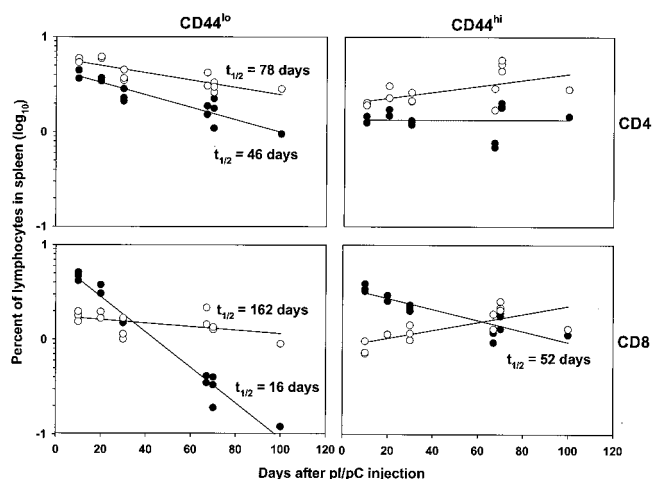 CD44lo
CD44hi
Percent of lymphocytes in spleen (log10)
1
0
-1
t1/2 = 78 days
t1/2 = 46 days
CD4
1
0
-1
t1/2 = 162 days
t1/2 = 16 days
t1/2 = 52 days
CD8
0 20 40 60 80 100 120
0 20 40 60 80 100 120
Days after pI/pC injection